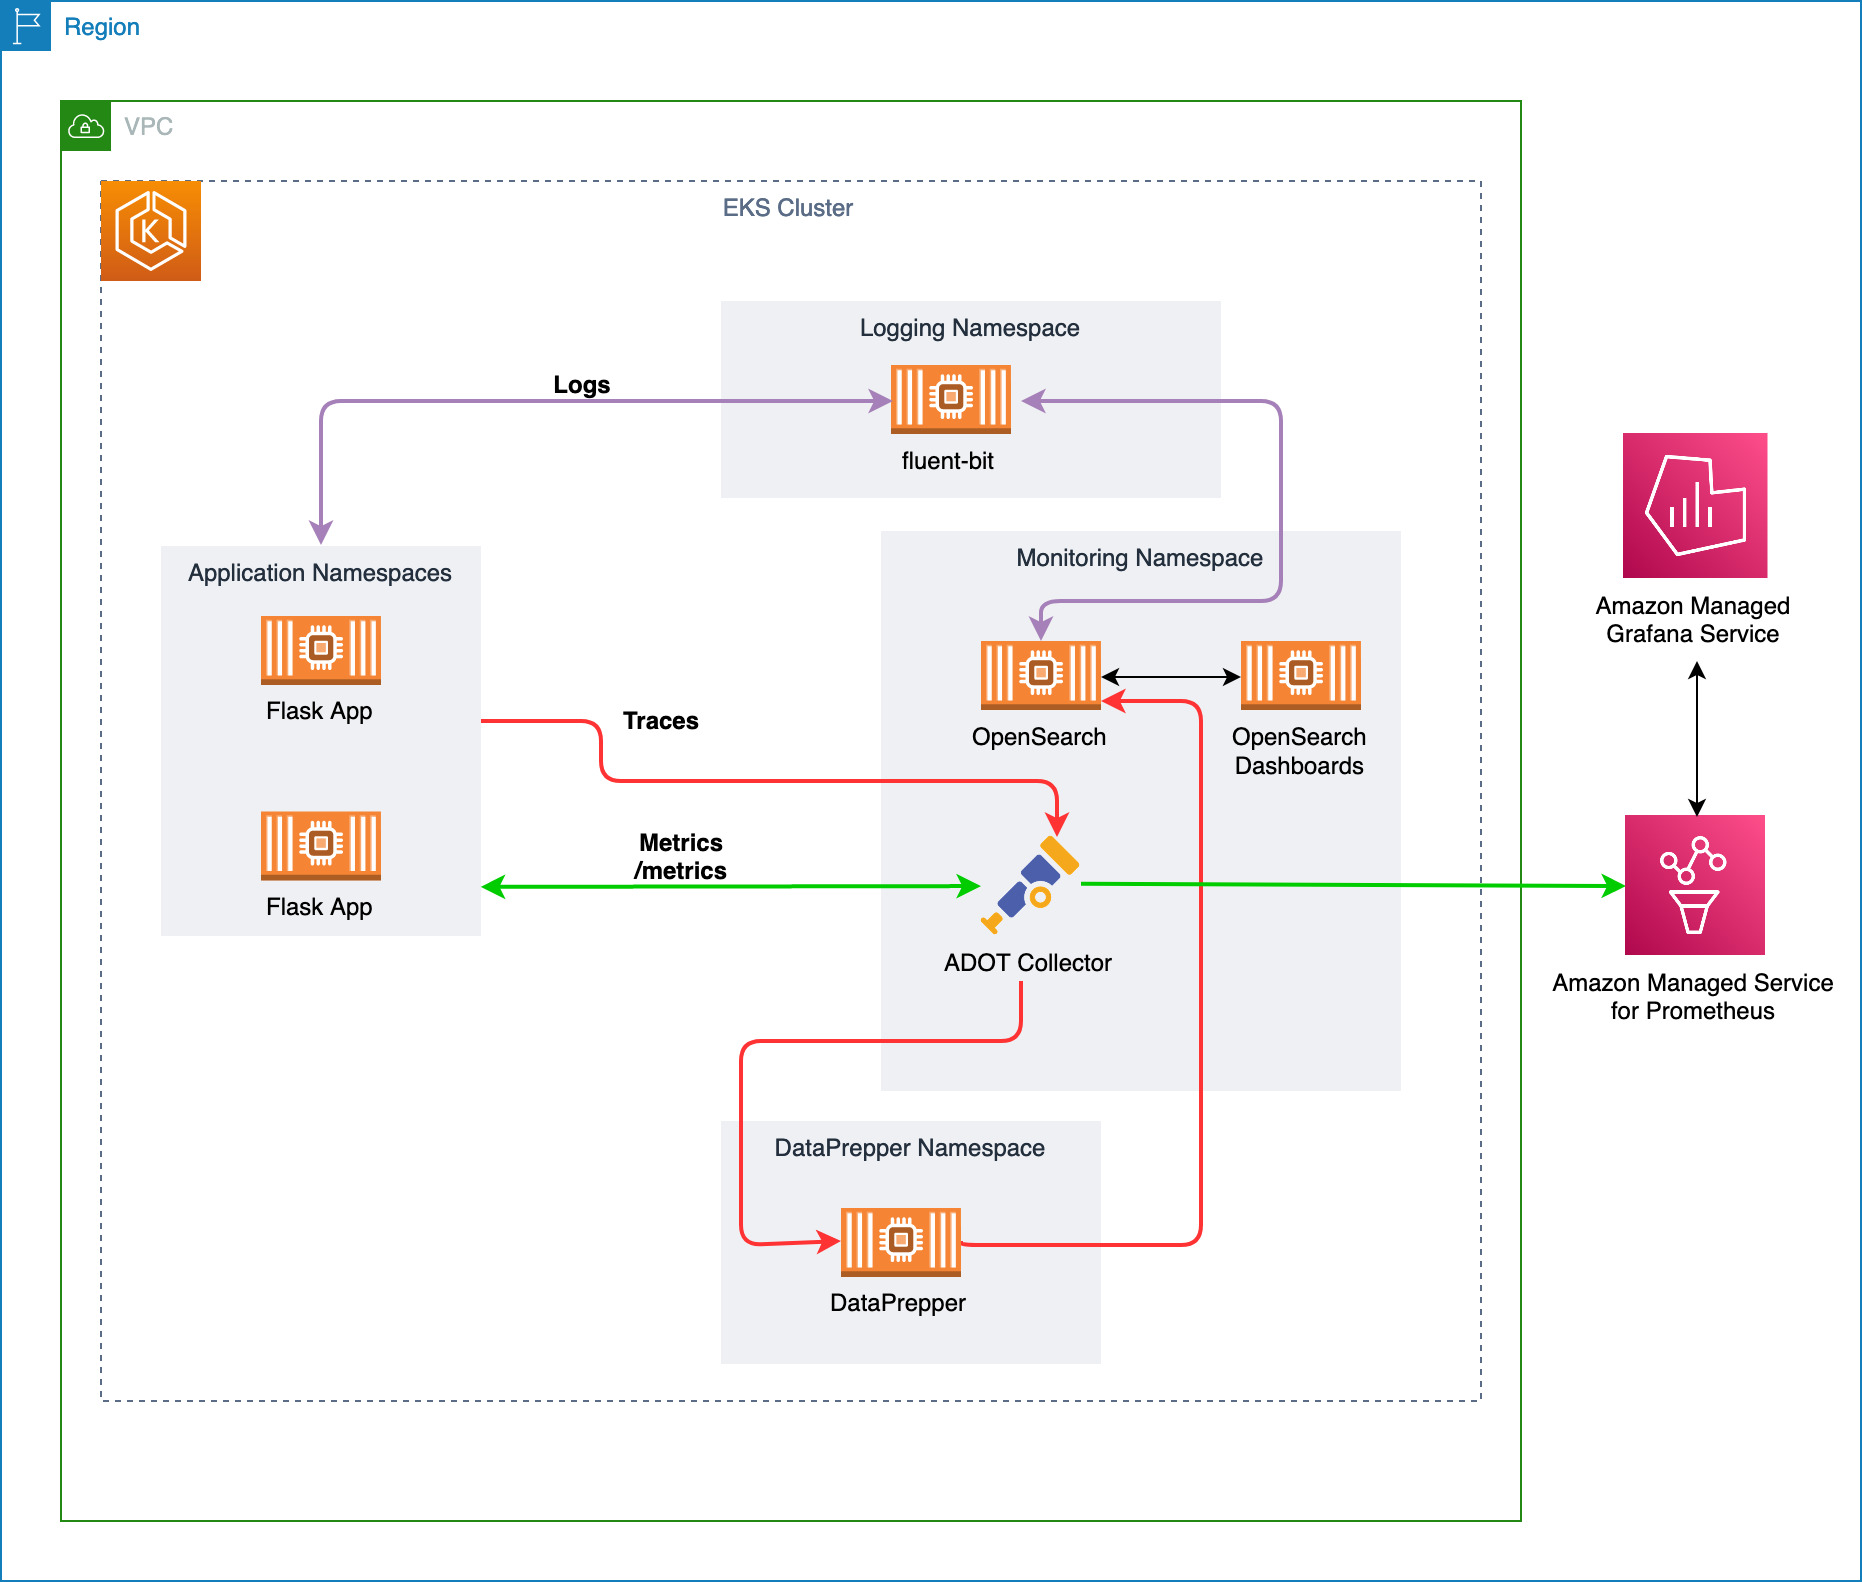 Region
VPC
EKS Cluster
K
Logging Namespace
Logs
fluent-bit
Application Namespaces
Flask App
Flask App
Traces
Metrics
/metrics
Monitoring Namespace
OpenSearch
OpenSearch
Dashboards
ADOT Collector
DataPrepper Namespace
DataPrepper
Amazon Managed
Grafana Service
Amazon Managed Service
for Prometheus